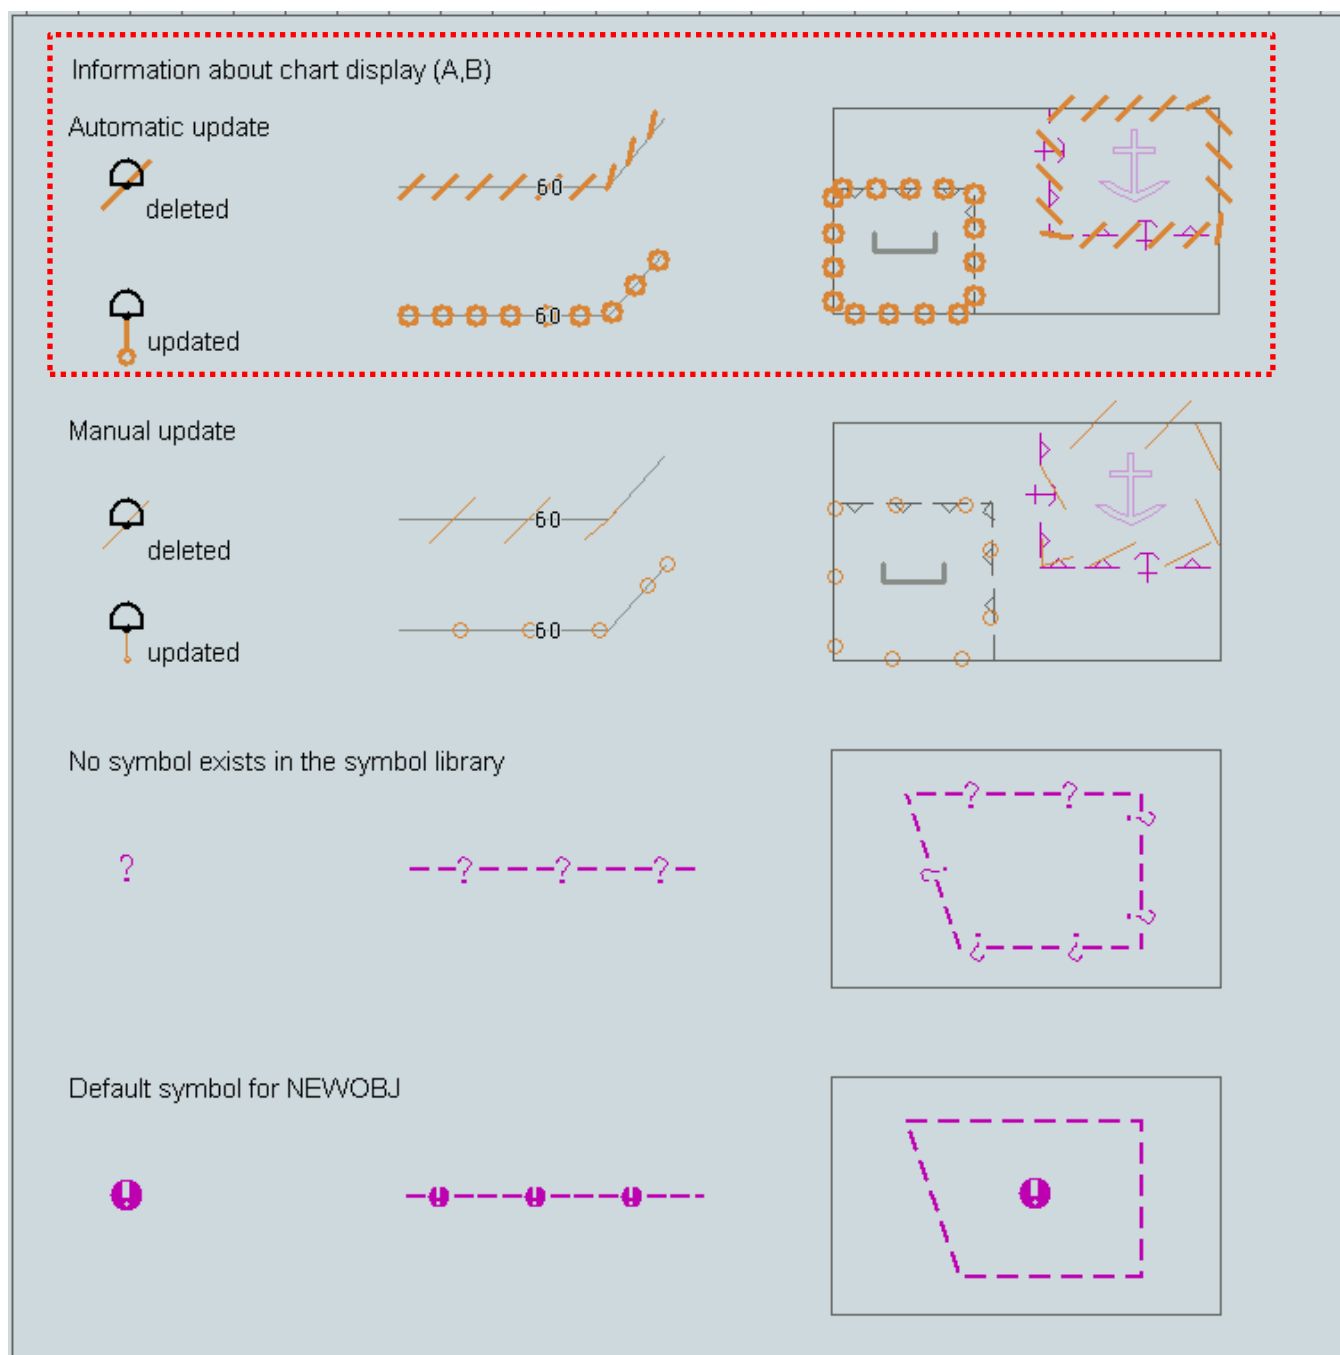 Information about chart display (A,B)
Automatic update
deleted
60
updated
60
Manual update
deleted
60
updated
60
No symbol exists in the symbol library
?
? ? ?
? ? ? ? ? ? ?
Default symbol for NEWOBJ
! 
! ! !
!